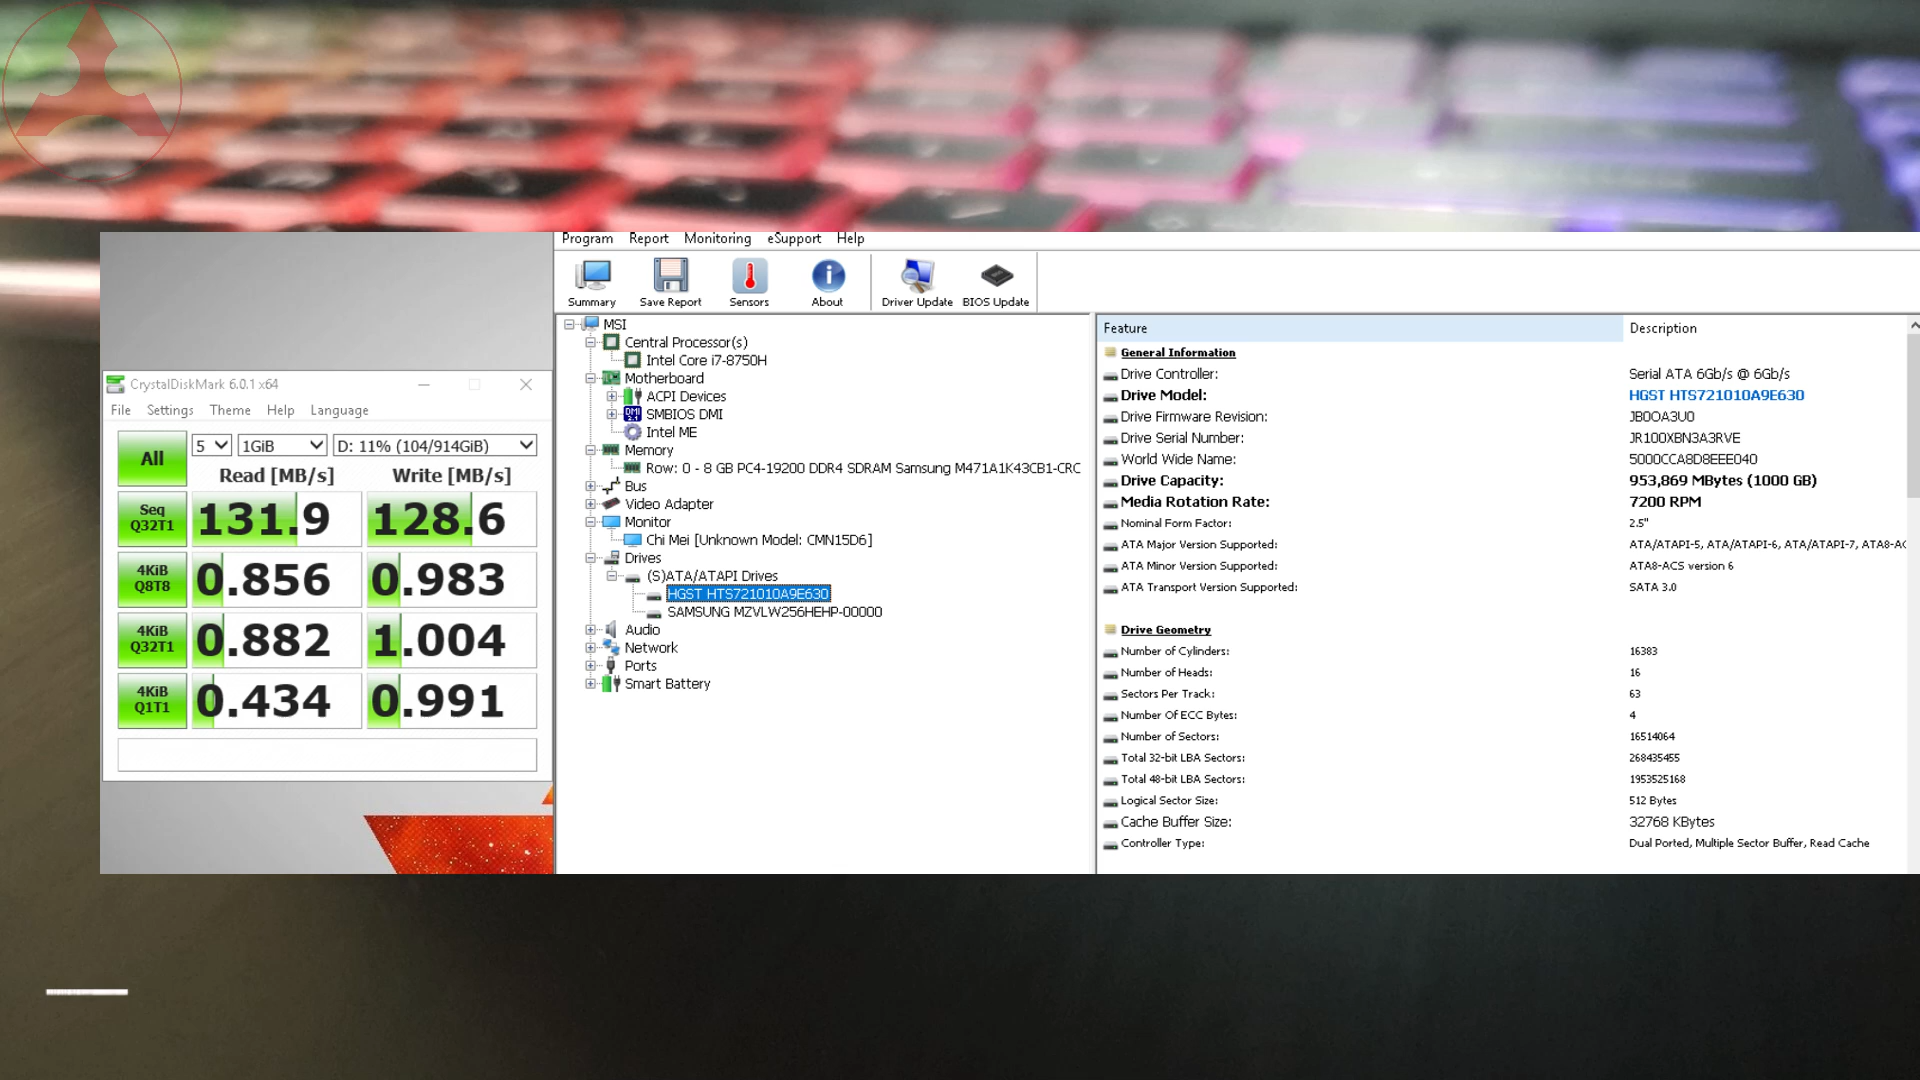 Program Report Monitoring eSupport Help
Summary Save Report Sensors About Driver Update BIOS Update
MSI
Central Processor(s)
Intel Core i7-8750H
Motherboard
ACPI Devices
SMBIOS DMI
Intel ME
Memory
Row: 0 - 8 GB PC4-19200 DDR4 SDRAM Samsung M471A1K43CB1-CRC
Bus
Video Adapter
Monitor
Chi Mei [Unknown Model: CMN15D6]
Drives
(S)ATA/ATAPI Drives
HGST HTS721010A9E630
SAMSUNG MZVLW256HEHP-00000
Audio
Network
Ports
Smart Battery
CrystalDiskMark 6.0.1 x64
File Settings Theme Help Language
All 5 1GiB D: 11% (104/914GiB)
Read [MB/s] Write [MB/s]
Seq Q32T1 131.9 128.6
4KiB Q8T8 0.856 0.983
4KiB Q32T1 0.882 1.004
4KiB Q1T1 0.434 0.991
Feature Description
General Information
Drive Controller: Serial ATA 6Gb/s @ 6Gb/s
Drive Model: HGST HTS721010A9E630
Drive Firmware Revision: JB0OA3U0
Drive Serial Number: JR100XBN3A3RVE
World Wide Name: 5000CCA8D8EEE040
Drive Capacity: 953,869 MBytes (1000 GB)
Media Rotation Rate: 7200 RPM
Nominal Form Factor: 2.5"
ATA Major Version Supported: ATA/ATAPI-5, ATA/ATAPI-6, ATA/ATAPI-7, ATA8-AC
ATA Minor Version Supported: ATA8-ACS version 6
ATA Transport Version Supported: SATA 3.0
Drive Geometry
Number of Cylinders: 16383
Number of Heads: 16
Sectors Per Track: 63
Number Of ECC Bytes: 4
Number of Sectors: 16514064
Total 32-bit LBA Sectors: 268435455
Total 48-bit LBA Sectors: 1953525168
Logical Sector Size: 512 Bytes
Cache Buffer Size: 32768 KBytes
Controller Type: Dual Ported, Multiple Sector Buffer, Read Cache